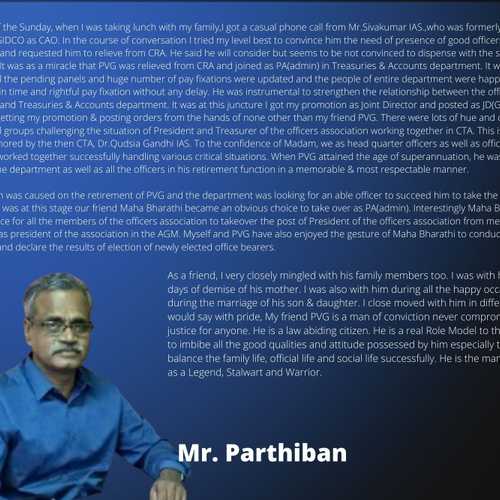 f the Sunday, when I was taking lunch with my family,I got a casual phone call from Mr.Sivakumar IAS.,who was formerly
SIDCO as CAO. In the course of conversation I tried my level best to convince him the need of presence of good officers
and requested him to relieve from CRA. He said he will consider but seems to be not convinced to dispense with the s
It was as a miracle that PVG was relieved from CRA and joined as PA(admin) in Treasuries & Accounts department. It w
the pending panels and huge number of pay fixations were updated and the people of entire department were happ
in time and rightful pay fixation without any delay. He was instrumental to strengthen the relationship between the offi
and Treasuries & Accounts department. It was at this juncture I got my promotion as Joint Director and posted as JD(G
etting my promotion & posting orders from the hands of none other than my friend PVG. There were lots of hue and c
groups challenging the situation of President and Treasurer of the officers association working together in CTA. This i
nored by the then CTA, Dr.Qudsia Gandhi IAS. To the confidence of Madam, we as head quarter officers as well as offic
worked together successfully handling various critical situations. When PVG attained the age of superannuation, he was
he department as well as all the officers in his retirement function in a memorable & most respectable manner.
n was caused on the retirement of PVG and the department was looking for an able officer to succeed him to take the
was at this stage our friend Maha Bharathi became an obvious choice to take over as PA(admin). Interestingly Maha B
ce for all the members of the officers association to takeover the post of President of the officers association from me
as president of the association in the AGM. Myself and PVG have also enjoyed the gesture of Maha Bharathi to conduc
and declare the results of election of newly elected office bearers.
As a friend, I very closely mingled with his family members too. I was with h
days of demise of his mother. I was also with him during all the happy occ
during the marriage of his son & daughter. I close moved with him in diffe
would say with pride, My friend PVG is a man of conviction never comprom
justice for anyone. He is a law abiding citizen. He is a real Role Model to th
to imbibe all the good qualities and attitude possessed by him especially t
balance the family life, official life and social life successfully. He is the man
as a Legend, Stalwart and Warrior.
Mr. Parthiban